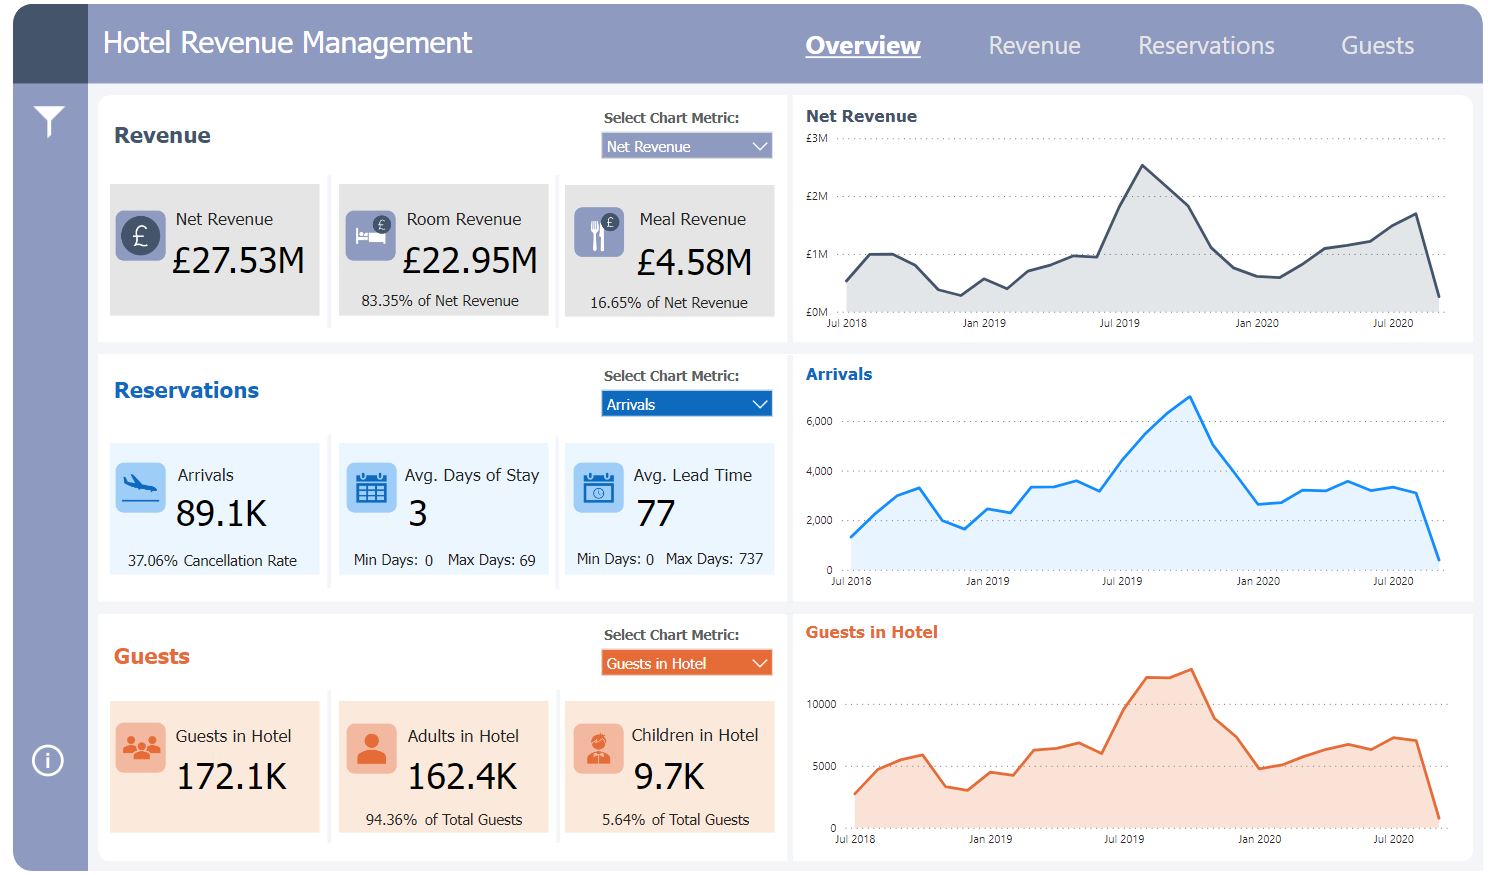 Hotel Revenue Management
Overview
Revenue
Reservations
Guests
Revenue
Select Chart Metric:
Net Revenue
£
Net Revenue
£27.53M
£
Room Revenue
£22.95M
83.35% of Net Revenue
£
Meal Revenue
£4.58M
16.65% of Net Revenue
Net Revenue
£3M
£2M
£1M
£0M
Jul 2018
Jan 2019
Jul 2019
Jan 2020
Jul 2020
Reservations
Select Chart Metric:
Arrivals
Arrivals
89.1K
37.06% Cancellation Rate
Avg. Days of Stay
3
Min Days: 0 Max Days: 69
Avg. Lead Time
77
Min Days: 0 Max Days: 737
Arrivals
6,000
4,000
2,000
0
Jul 2018
Jan 2019
Jul 2019
Jan 2020
Jul 2020
Guests
Select Chart Metric:
Guests in Hotel
Guests in Hotel
172.1K
Adults in Hotel
162.4K
94.36% of Total Guests
Children in Hotel
9.7K
5.64% of Total Guests
Guests in Hotel
10000
5000
0
Jul 2018
Jan 2019
Jul 2019
Jan 2020
Jul 2020
i